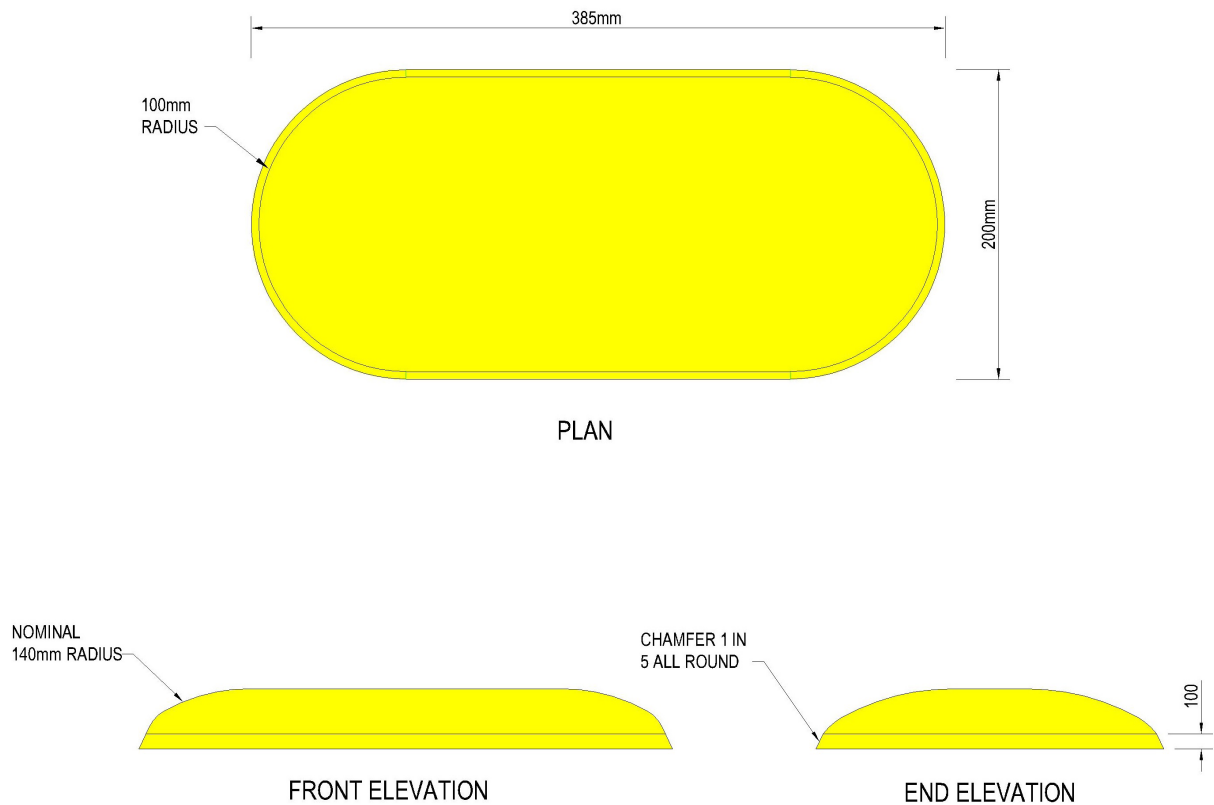 385mm
100mm
RADIUS
200mm
PLAN
NOMINAL
140mm RADIUS
CHAMFER 1 IN
5 ALL ROUND
100
FRONT ELEVATION
END ELEVATION